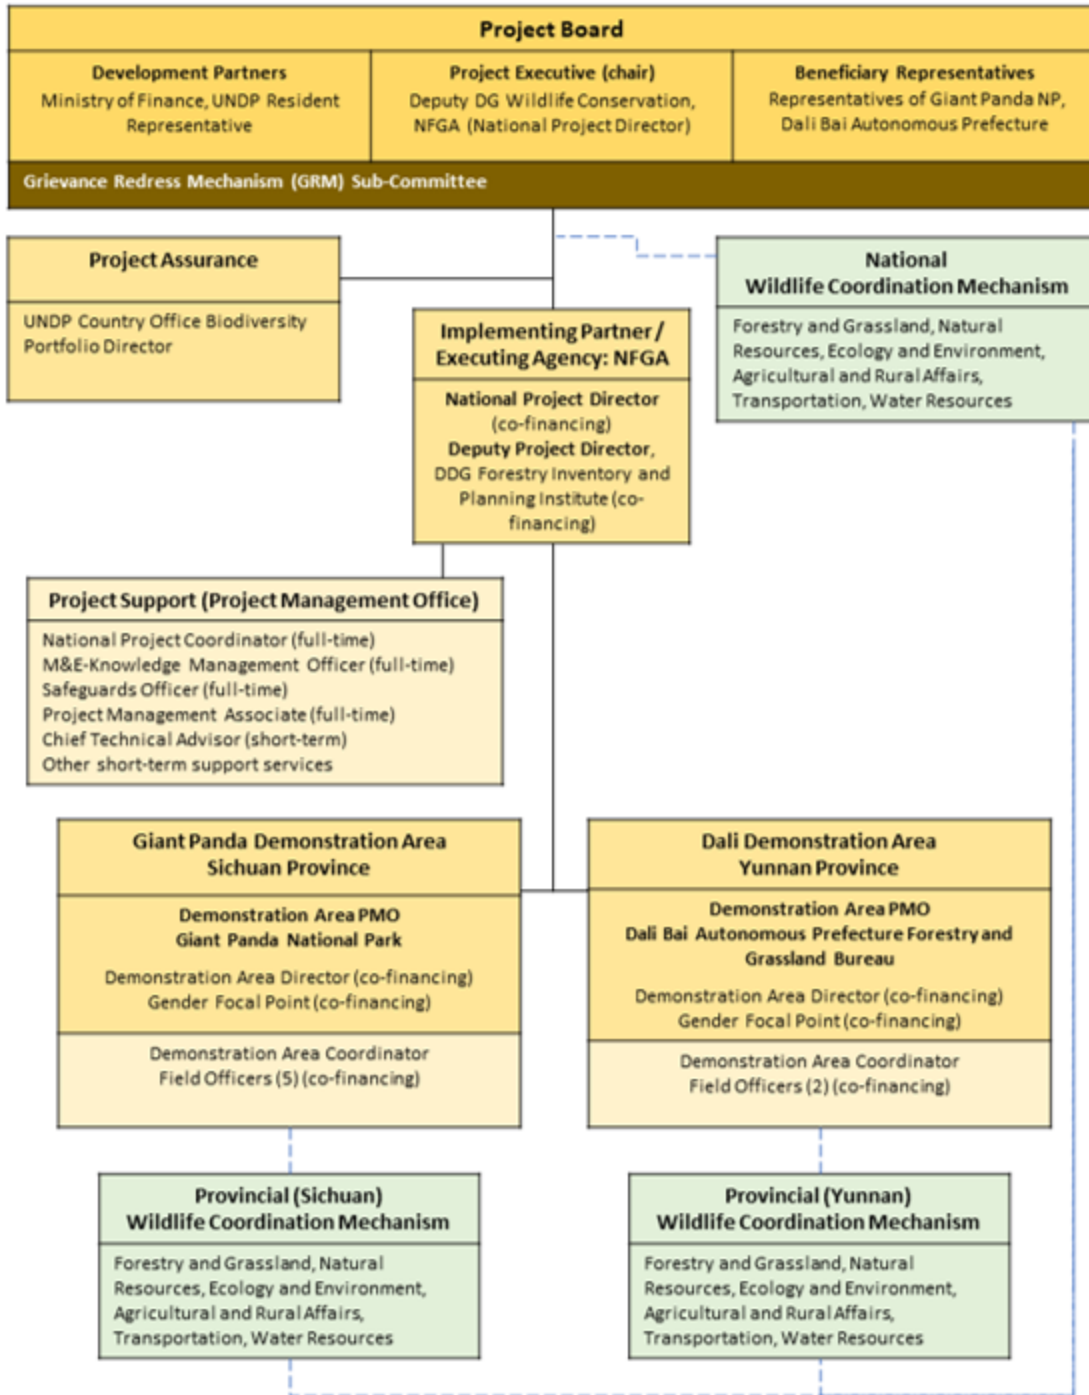 Project Board
Development Partners
Ministry of Finance, UNDP Resident
Representative
Project Executive (chair)
Deputy DG Wildlife Conservation,
NFGA (National Project Director)
Beneficiary Representatives
Representatives of Giant Panda NP,
Dali Bai Autonomous Prefecture
Grievance Redress Mechanism (GRM) Sub-Committee
Project Assurance
UNDP Country Office Biodiversity
Portfolio Director
National
Wildlife Coordination Mechanism
Forestry and Grassland, Natural
Resources, Ecology and Environment,
Agricultural and Rural Affairs,
Transportation, Water Resources
Implementing Partner /
Executing Agency: NFGA
National Project Director
(co-financing)
Deputy Project Director,
DDG Forestry Inventory and
Planning Institute (co-
financing)
Project Support (Project Management Office)
National Project Coordinator (full-time)
M&E-Knowledge Management Officer (full-time)
Safeguards Officer (full-time)
Project Management Associate (full-time)
Chief Technical Advisor (short-term)
Other short-term support services
Giant Panda Demonstration Area
Sichuan Province
Demonstration Area PMO
Giant Panda National Park
Demonstration Area Director (co-financing)
Gender Focal Point (co-financing)
Demonstration Area Coordinator
Field Officers (5) (co-financing)
Dali Demonstration Area
Yunnan Province
Demonstration Area PMO
Dali Bai Autonomous Prefecture Forestry and
Grassland Bureau
Demonstration Area Director (co-financing)
Gender Focal Point (co-financing)
Demonstration Area Coordinator
Field Officers (2) (co-financing)
Provincial (Sichuan)
Wildlife Coordination Mechanism
Forestry and Grassland, Natural
Resources, Ecology and Environment,
Agricultural and Rural Affairs,
Transportation, Water Resources
Provincial (Yunnan)
Wildlife Coordination Mechanism
Forestry and Grassland, Natural
Resources, Ecology and Environment,
Agricultural and Rural Affairs,
Transportation, Water Resources